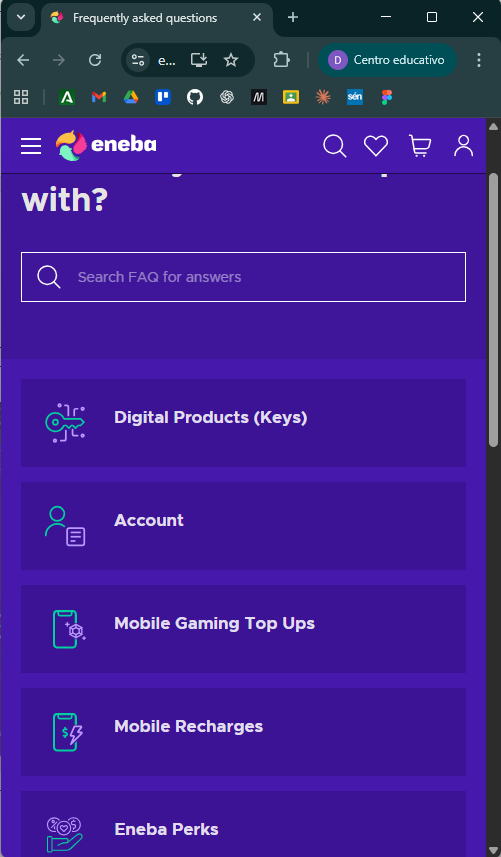 Frequently asked questions
e...
D Centro educativo
sén
eneba
with?
Search FAQ for answers
Digital Products (Keys)
Account
Mobile Gaming Top Ups
Mobile Recharges
Eneba Perks